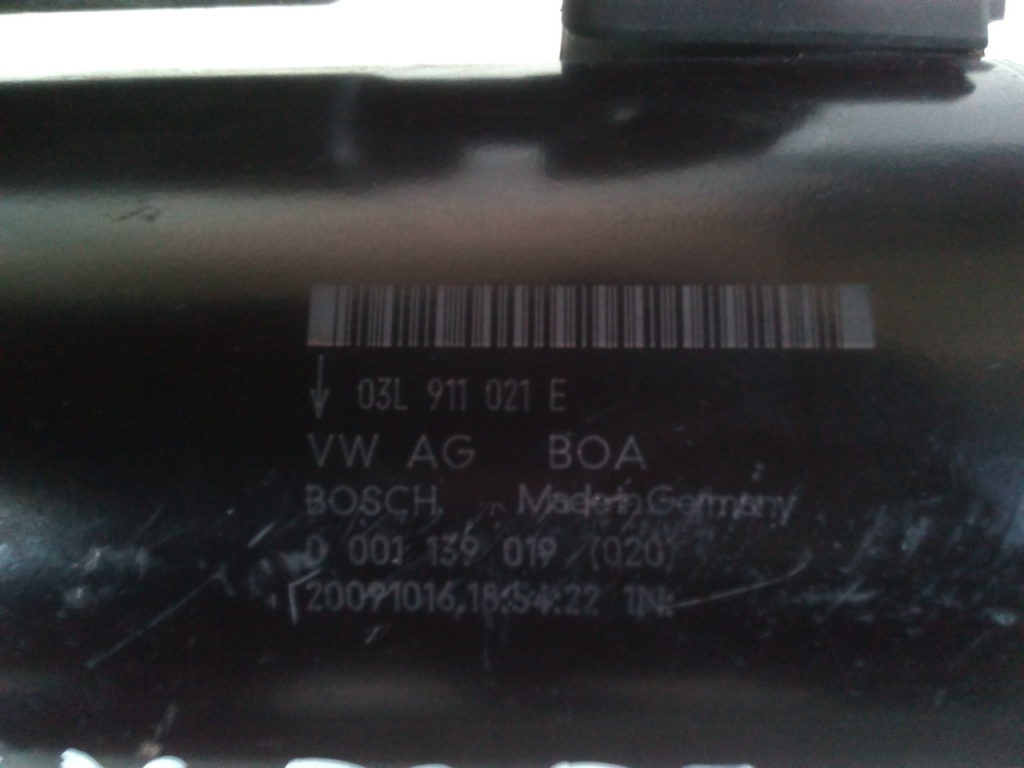 ↓ 03L 911 021 E
VW AG BOA
BOSCH Made in Germany
0 001 139 019 (020)
20091016,18:54:22